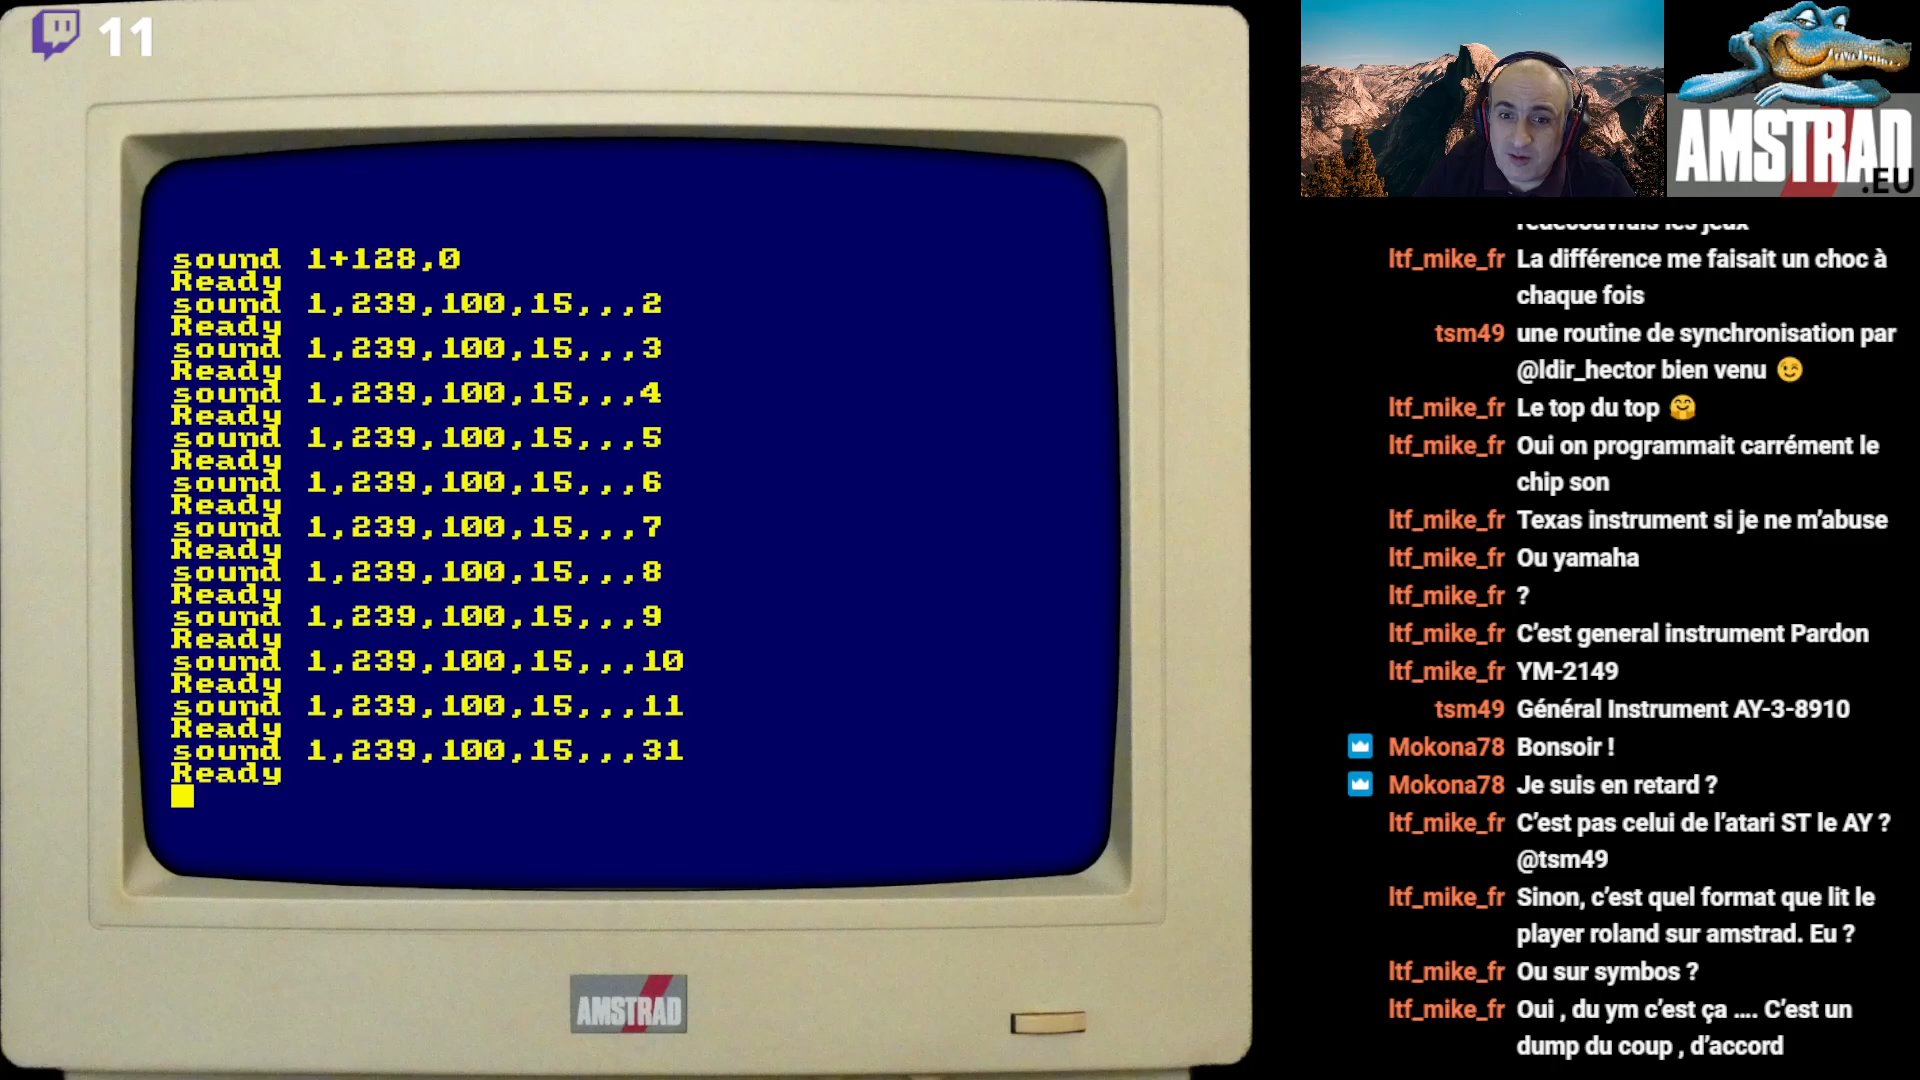 11
sound 1+128,0
Ready
sound 1,239,100,15,,,2
Ready
sound 1,239,100,15,,,3
Ready
sound 1,239,100,15,,,4
Ready
sound 1,239,100,15,,,5
Ready
sound 1,239,100,15,,,6
Ready
sound 1,239,100,15,,,7
Ready
sound 1,239,100,15,,,8
Ready
sound 1,239,100,15,,,9
Ready
sound 1,239,100,15,,,10
Ready
sound 1,239,100,15,,,11
Ready
sound 1,239,100,15,,,31
Ready
AMSTRAD
AMSTRAD
.EU
redécouvrais les jeux
ltf_mike_fr La différence me faisait un choc à
chaque fois
tsm49 une routine de synchronisation par
@ldir_hector bien venu 😉
ltf_mike_fr Le top du top 🤗
ltf_mike_fr Oui on programmait carrément le
chip son
ltf_mike_fr Texas instrument si je ne m’abuse
ltf_mike_fr Ou yamaha
ltf_mike_fr ?
ltf_mike_fr C’est general instrument Pardon
ltf_mike_fr YM-2149
tsm49 Général Instrument AY-3-8910
Mokona78 Bonsoir !
Mokona78 Je suis en retard ?
ltf_mike_fr C’est pas celui de l’atari ST le AY ?
@tsm49
ltf_mike_fr Sinon, c’est quel format que lit le
player roland sur amstrad. Eu ?
ltf_mike_fr Ou sur symbos ?
ltf_mike_fr Oui , du ym c’est ça .... C’est un
dump du coup , d’accord